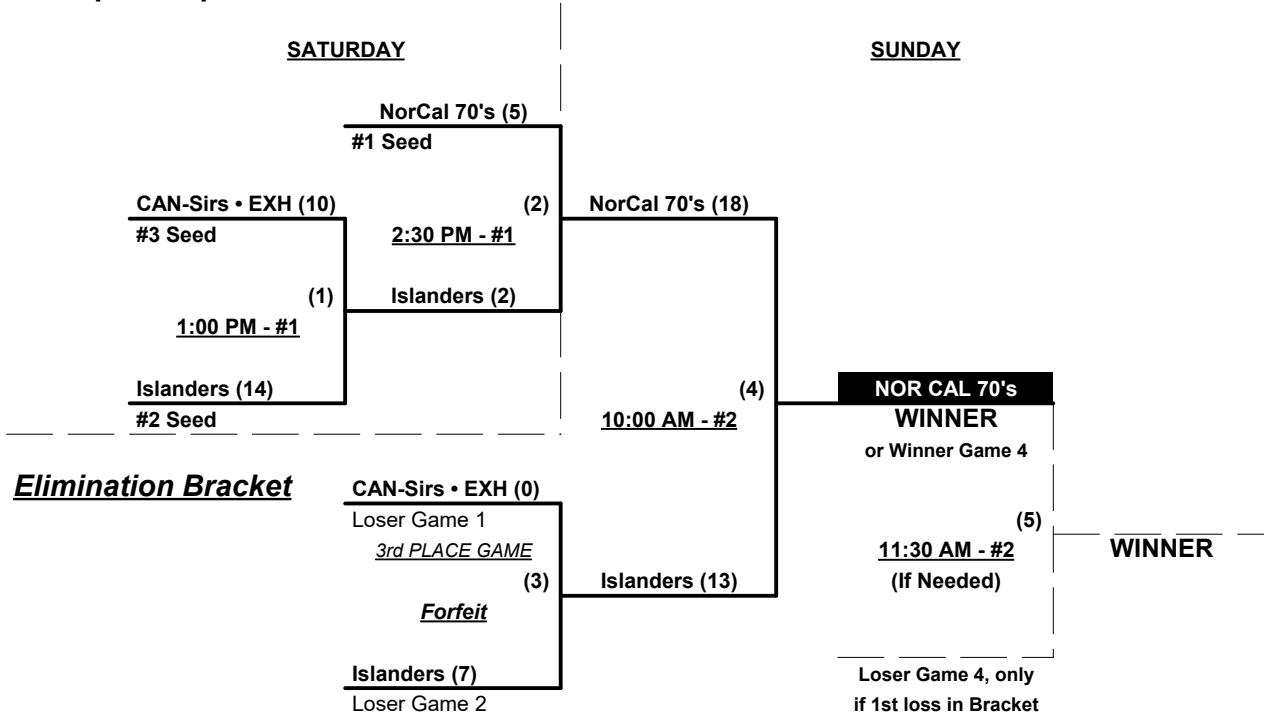 SATURDAY
SUNDAY
NorCal 70's (5)
#1 Seed
CAN-Sirs • EXH (10)
(2)
NorCal 70's (18)
#3 Seed
2:30 PM - #1
(1)
Islanders (2)
1:00 PM - #1
Islanders (14)
(4)
NOR CAL 70's
#2 Seed
10:00 AM - #2
WINNER
or Winner Game 4
Elimination Bracket
CAN-Sirs • EXH (0)
Loser Game 1
(5)
3rd PLACE GAME
11:30 AM - #2
WINNER
(3)
Islanders (13)
(If Needed)
Forfeit
Islanders (7)
Loser Game 4, only
Loser Game 2
if 1st loss in Bracket